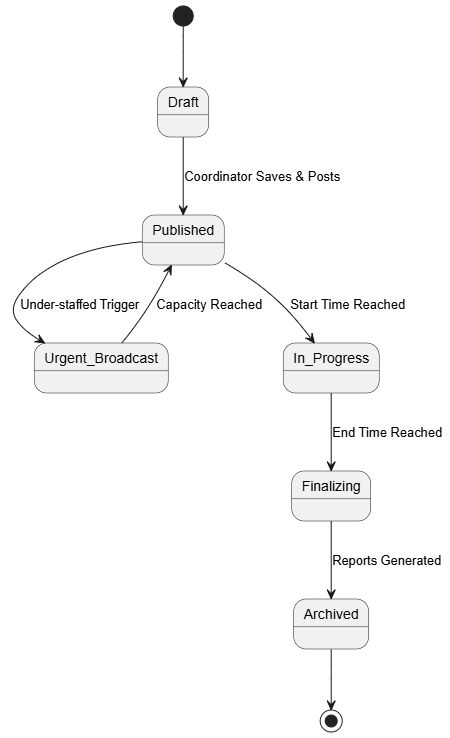 Draft
Coordinator Saves & Posts
Published
Under-staffed Trigger
Capacity Reached
Start Time Reached
Urgent_Broadcast
In_Progress
End Time Reached
Finalizing
Reports Generated
Archived